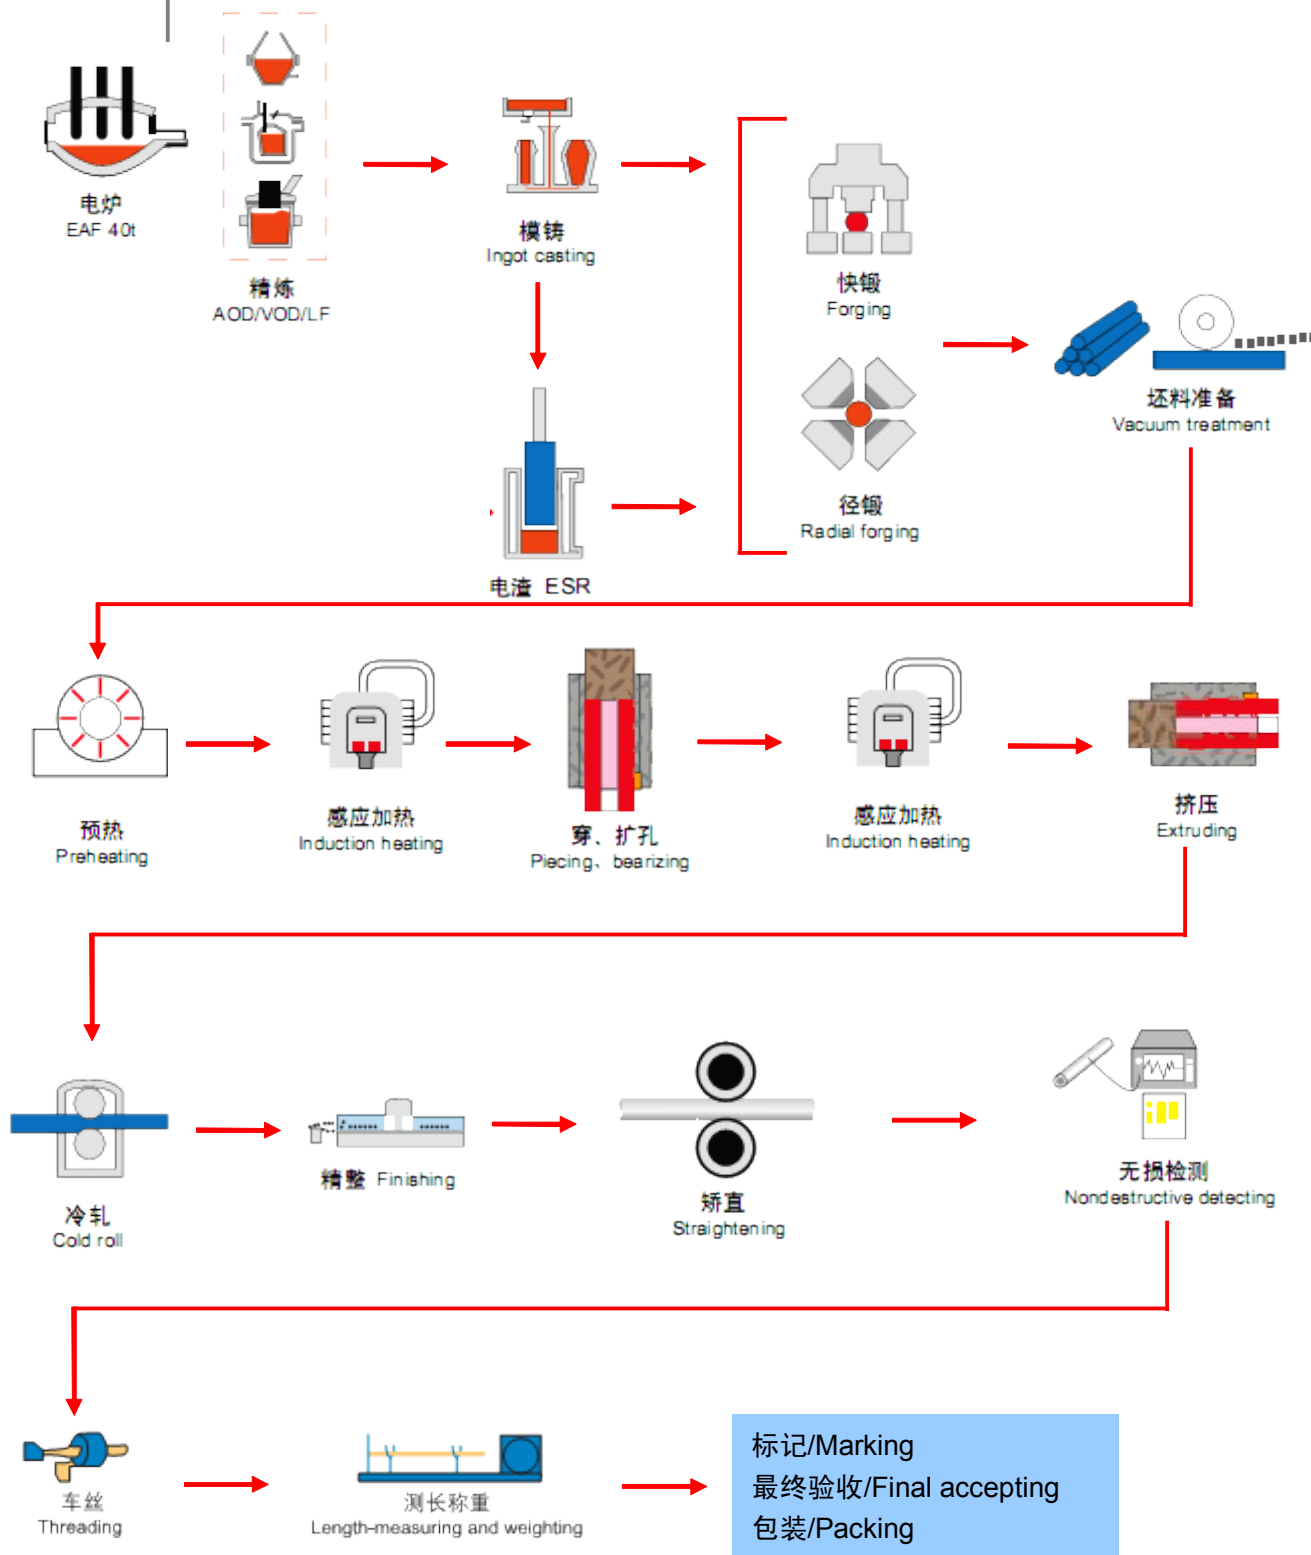 电炉
EAF 40t
精炼
AOD/VOD/LF
模铸
Ingot casting
快锻
Forging
坯料准备
Vacuum treatment
径锻
Radial forging
电渣 ESR
预热
Preheating
感应加热
Induction heating
穿、扩孔
Piecing、bearizing
感应加热
Induction heating
挤压
Extruding
冷轧
Cold roll
精整 Finishing
矫直
Straightening
无损检测
Nondestructive detecting
车丝
Threading
测长称重
Length-measuring and weighting
标记/Marking
最终验收/Final accepting
包装/Packing